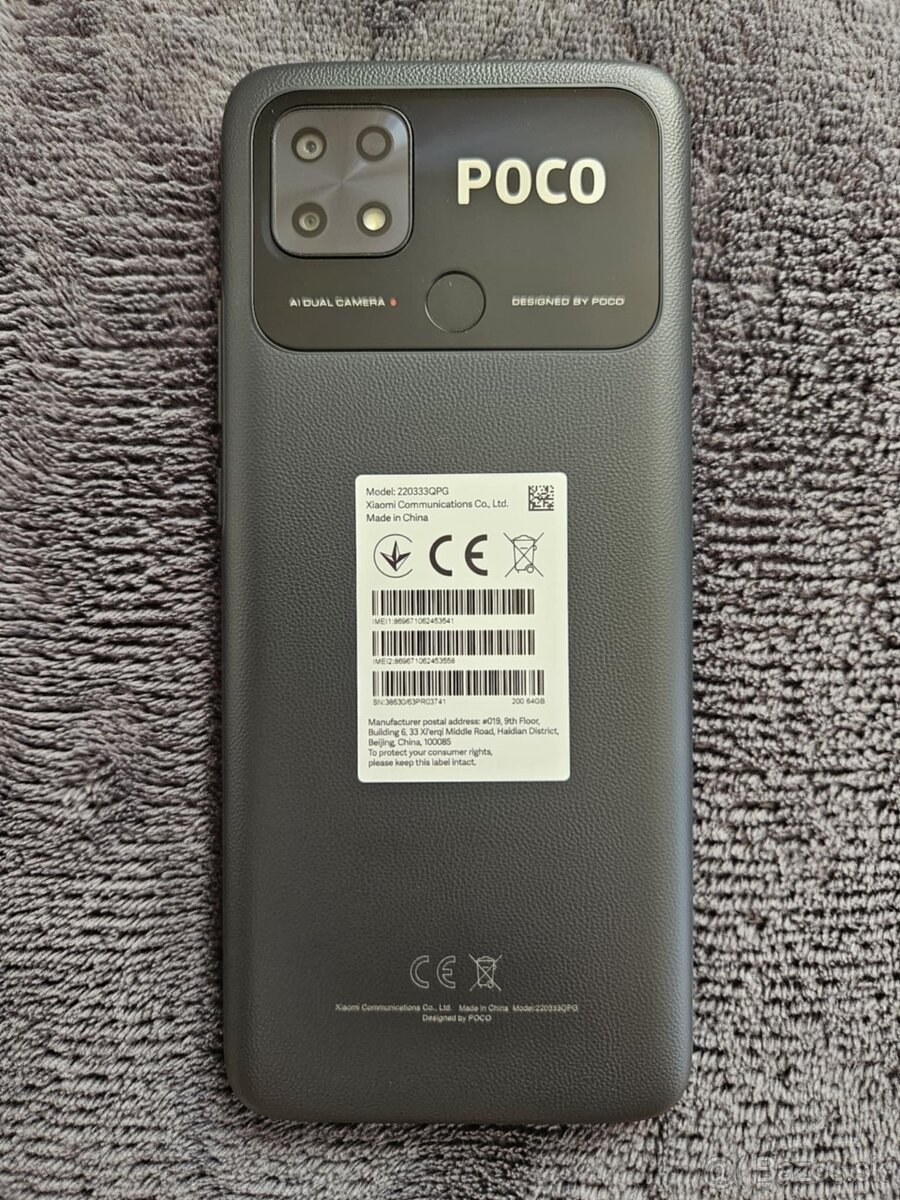 POCO
AI DUAL CAMERA
DESIGNED BY POCO
Model: 220333QPG
Xiaomi Communications Co., Ltd.
Made in China
CE
IMEI1:869671062453541
IMEI2:869671062453558
SN:38630/63PR03741 200 64GB
Manufacturer postal address: #019, 9th Floor,
Building 6, 33 Xi'erqi Middle Road, Haidian District,
Beijing, China, 100085
To protect your consumer rights,
please keep this label intact.
CE
Xiaomi Communications Co., Ltd. Made in China Model:220333QPG
Designed by POCO